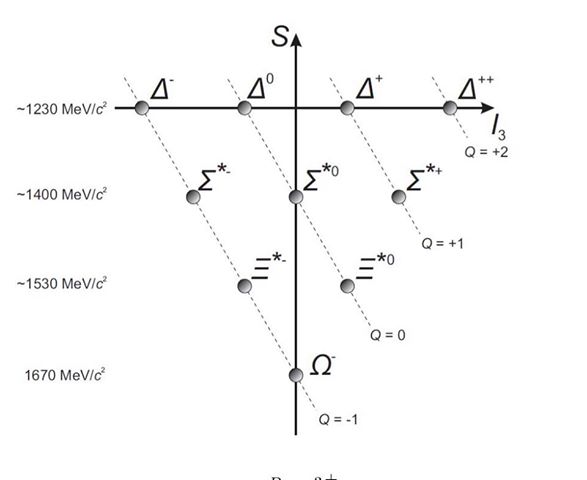 S
Δ⁻ Δ⁰ Δ⁺ Δ⁺⁺
~1230 MeV/c²
I₃
Q = +2
Σ*⁻ Σ*⁰ Σ*⁺
~1400 MeV/c²
Q = +1
Ξ*⁻ Ξ*⁰
~1530 MeV/c²
Q = 0
Ω⁻
1670 MeV/c²
Q = -1